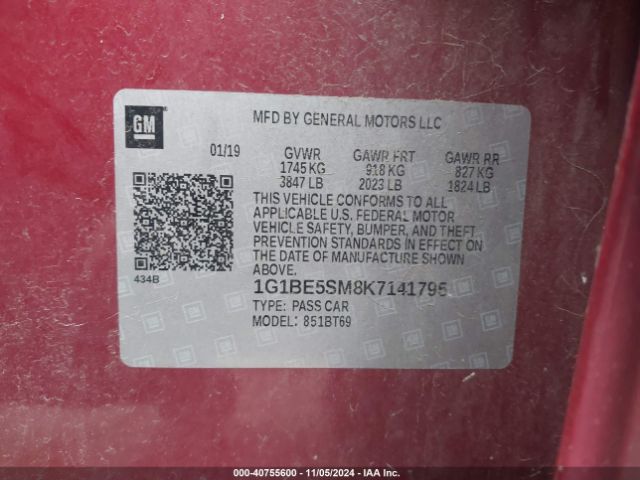 GM
MFD BY GENERAL MOTORS LLC
01/19 GVWR GAWR FRT GAWR RR
1745 KG 918 KG 827 KG
3847 LB 2023 LB 1824 LB
THIS VEHICLE CONFORMS TO ALL
APPLICABLE U.S. FEDERAL MOTOR
VEHICLE SAFETY, BUMPER, AND THEFT
PREVENTION STANDARDS IN EFFECT ON
THE DATE OF MANUFACTURE SHOWN
ABOVE.
434B
1G1BE5SM8K7141795
TYPE: PASS CAR
MODEL: 851BT69
000-40755600 - 11/05/2024 - IAA Inc.